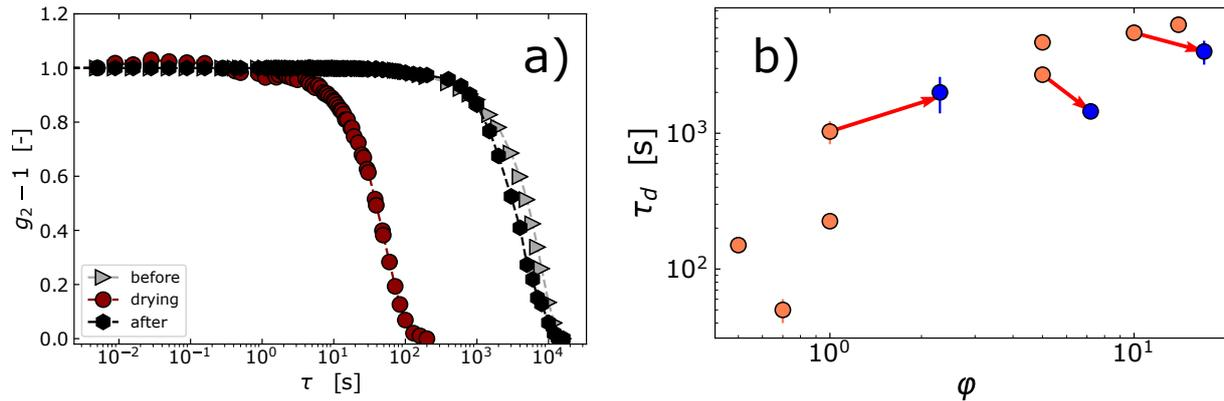 1.2
1.0
0.8
0.6
0.4
0.2
0.0
g₂ − 1 [-]
a)
before
drying
after
10⁻² 10⁻¹ 10⁰ 10¹ 10² 10³ 10⁴
τ [s]
b)
10³
10²
τ_d [s]
10⁰ 10¹
φ